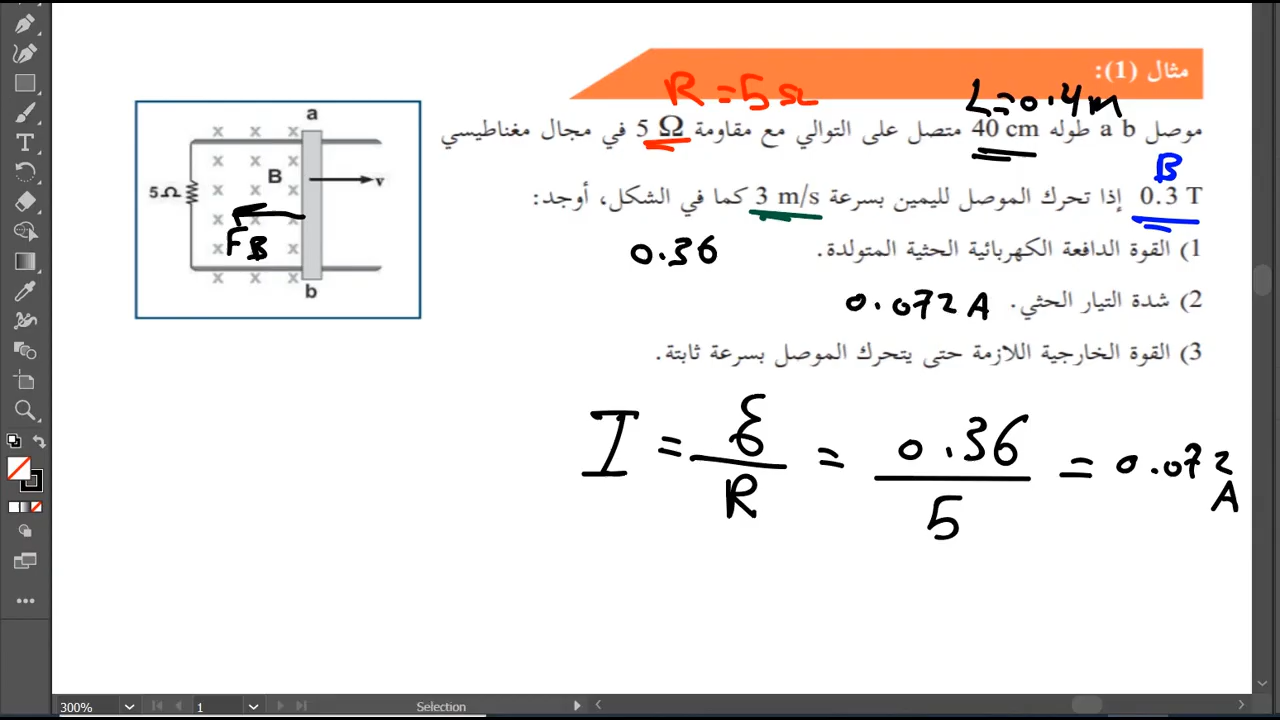 مثال (1):
R = 5 Ω
L = 0.4 m
موصل a b طوله 40 cm متصل على التوالي مع مقاومة 5 Ω في مجال مغناطيسي
B
0.3 T إذا تحرك الموصل لليمين بسرعة 3 m/s كما في الشكل، أوجد:
1) القوة الدافعة الكهربائية الحثية المتولدة.
0.36
2) شدة التيار الحثي.
0.072 A
3) القوة الخارجية اللازمة حتى يتحرك الموصل بسرعة ثابتة.
a
B
v
5Ω
FB
b
I = ℰ / R = 0.36 / 5 = 0.072 A
300%
1
Selection